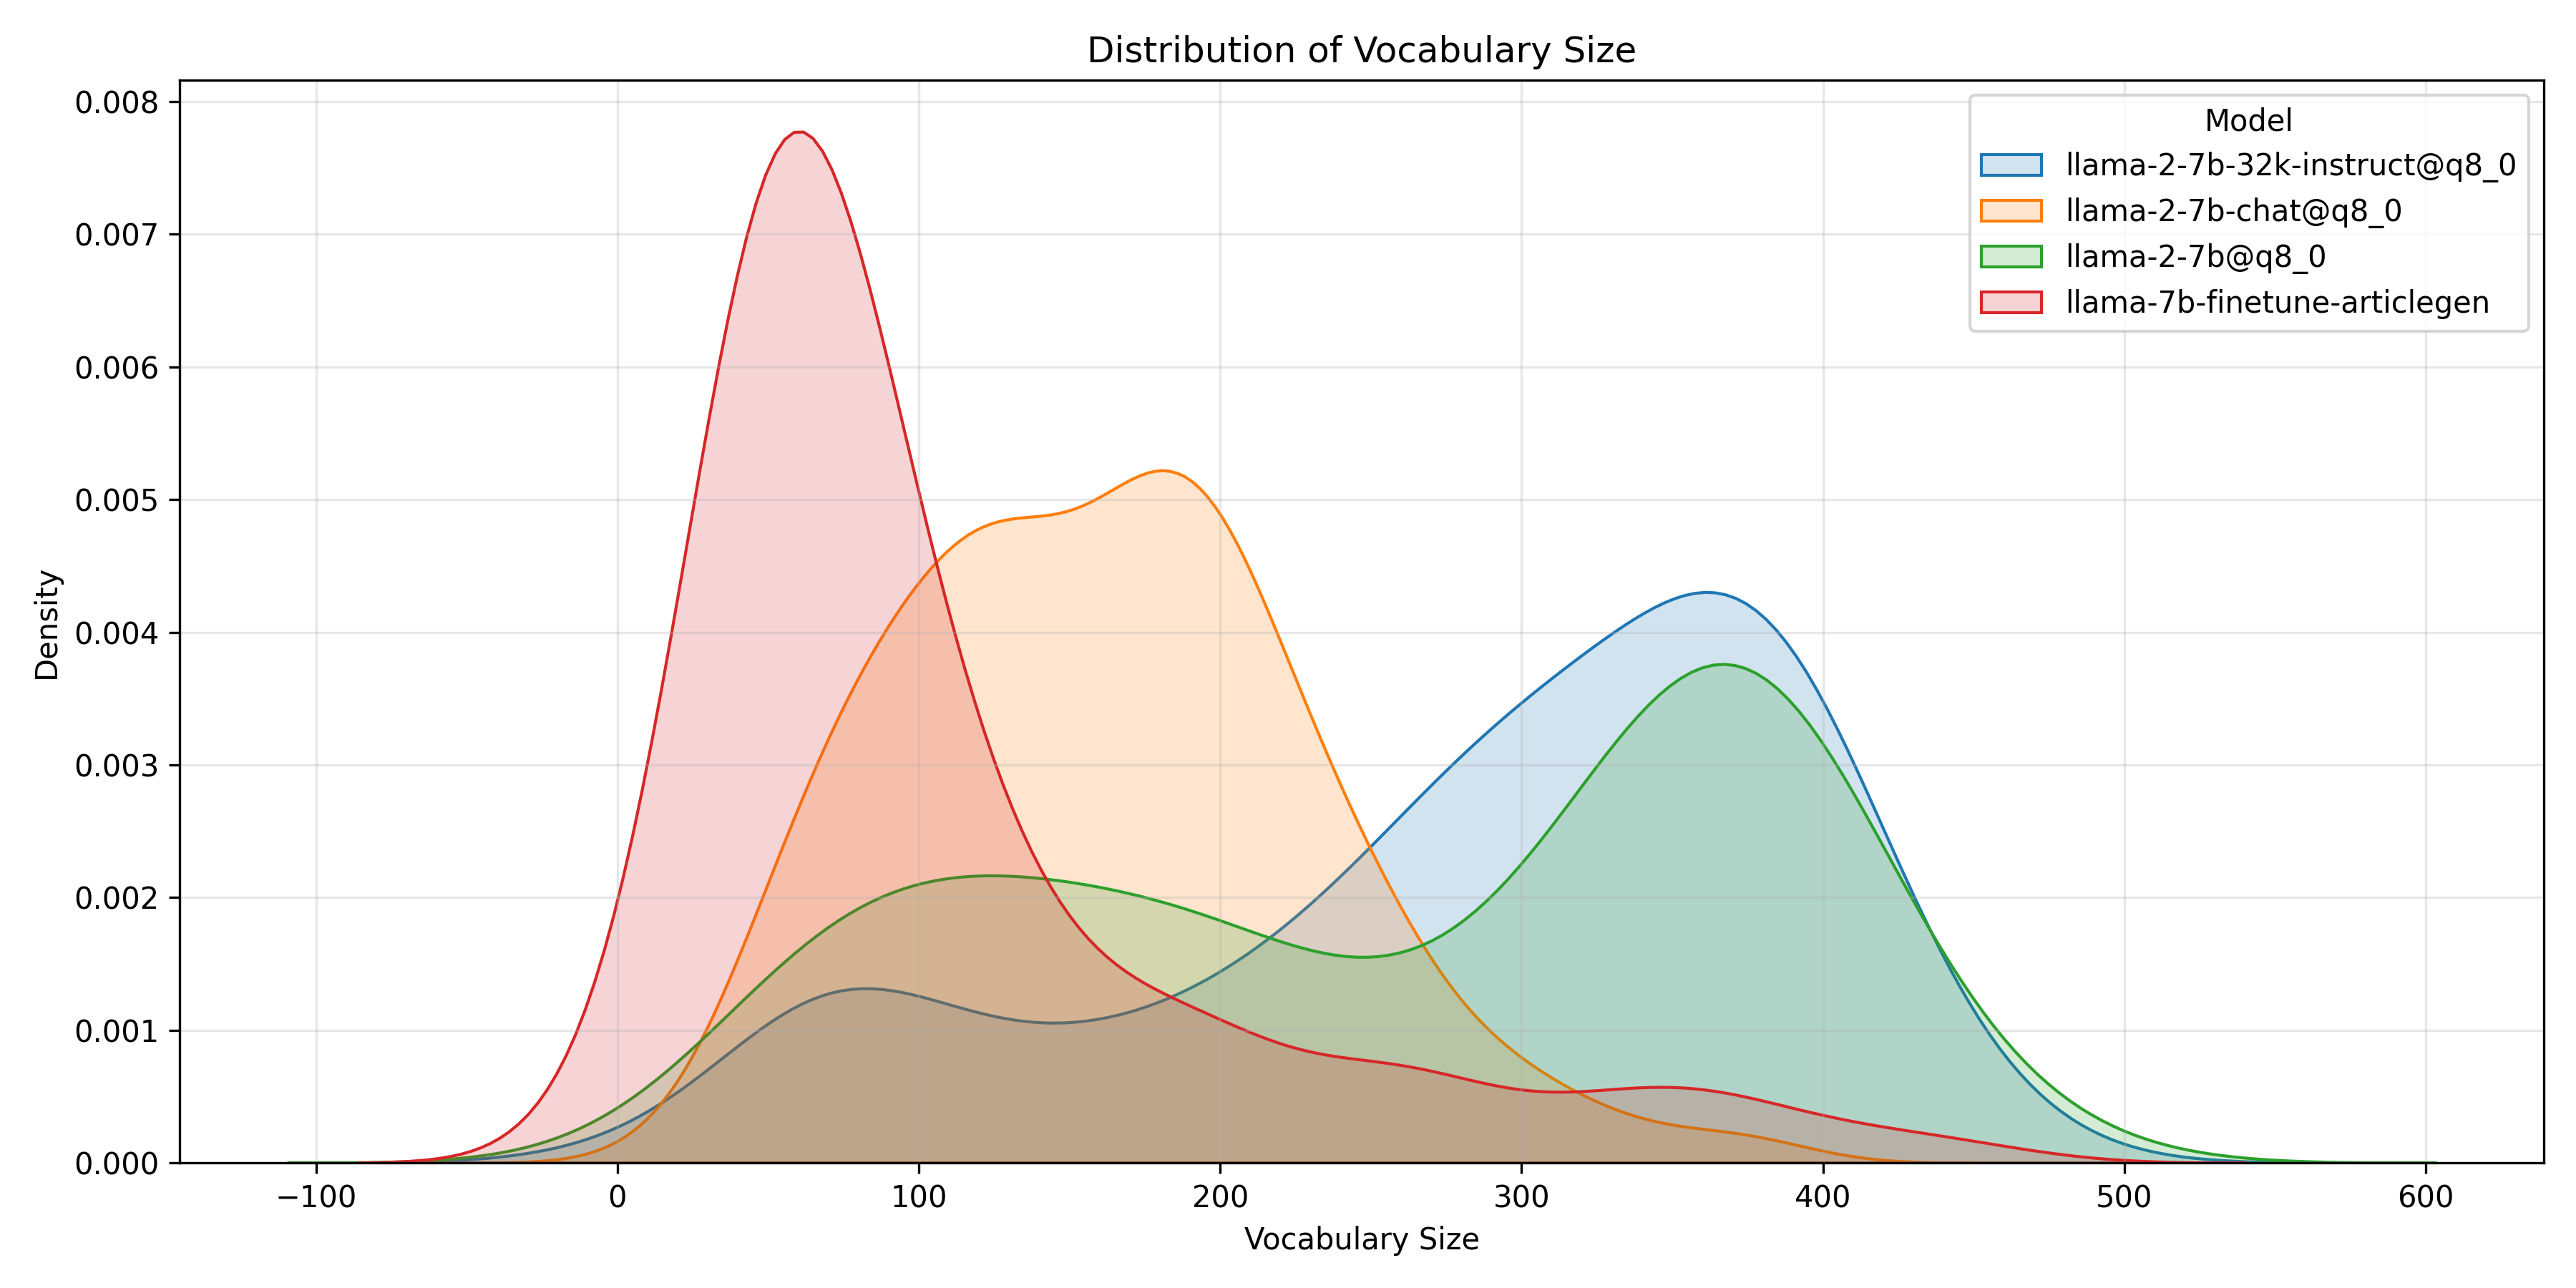 Distribution of Vocabulary Size
Model
llama-2-7b-32k-instruct@q8_0
llama-2-7b-chat@q8_0
llama-2-7b@q8_0
llama-7b-finetune-articlegen
Density
0.008
0.007
0.006
0.005
0.004
0.003
0.002
0.001
0.000
−100 0 100 200 300 400 500 600
Vocabulary Size